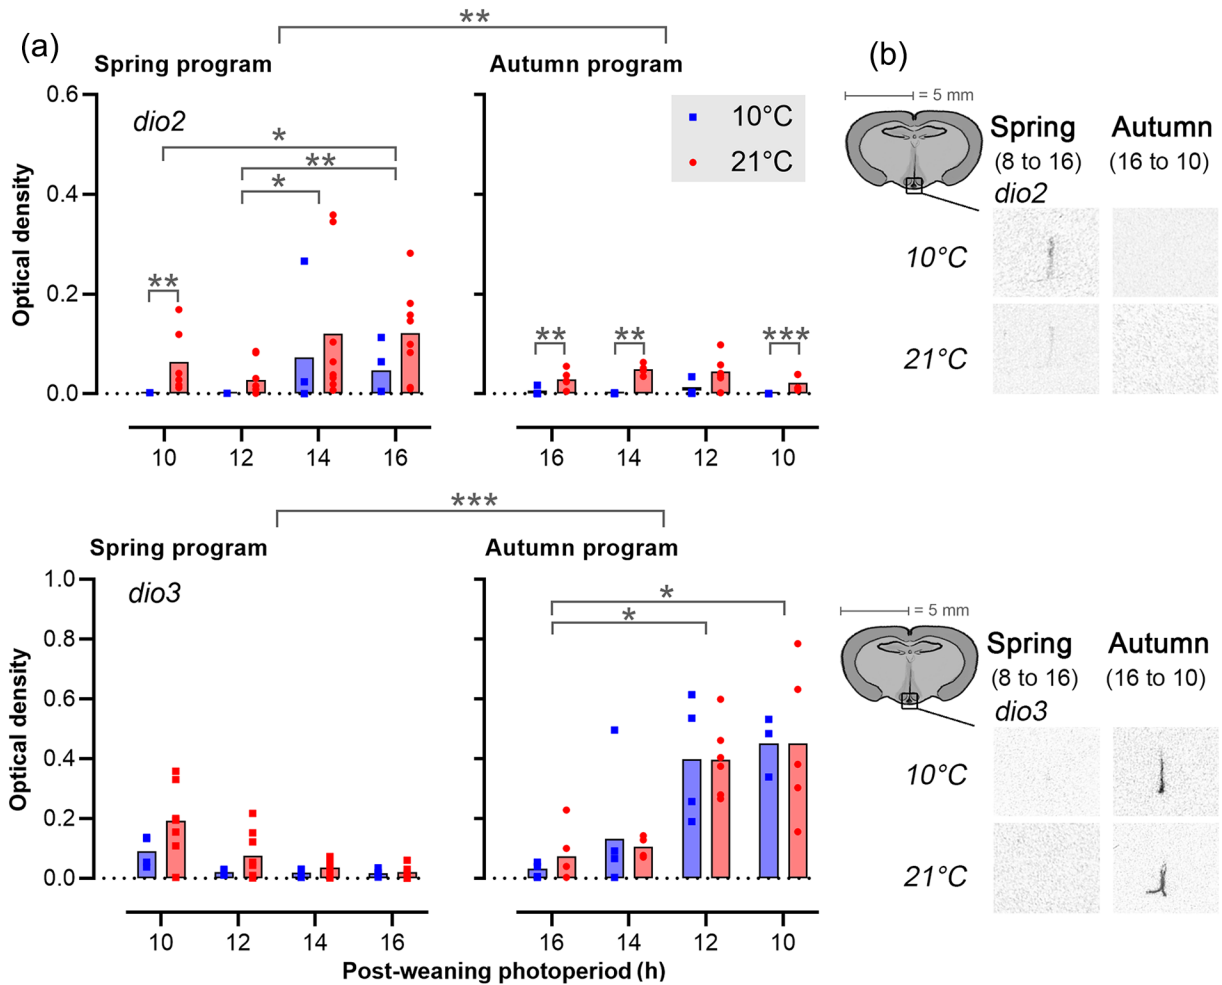 (a)
**
Spring program
Autumn program
dio2
10°C
21°C
Optical density
0.6
0.4
0.2
0.0
*
**
*
**
**
**
***
10
12
14
16
16
14
12
10
***
Spring program
Autumn program
dio3
Optical density
1.0
0.8
0.6
0.4
0.2
0.0
*
*
10
12
14
16
16
14
12
10
Post-weaning photoperiod (h)
(b)
= 5 mm
Spring Autumn
(8 to 16) (16 to 10)
dio2
10°C
21°C
= 5 mm
Spring Autumn
(8 to 16) (16 to 10)
dio3
10°C
21°C